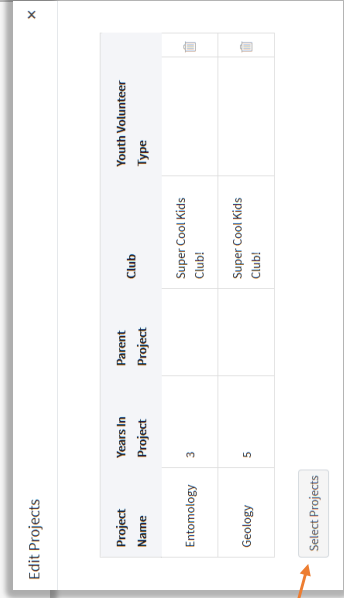 Edit Projects
×
Project Name
Years In Project
Parent Project
Club
Youth Volunteer Type
Entomology
3
Super Cool Kids
Club!
Geology
5
Super Cool Kids
Club!
Select Projects